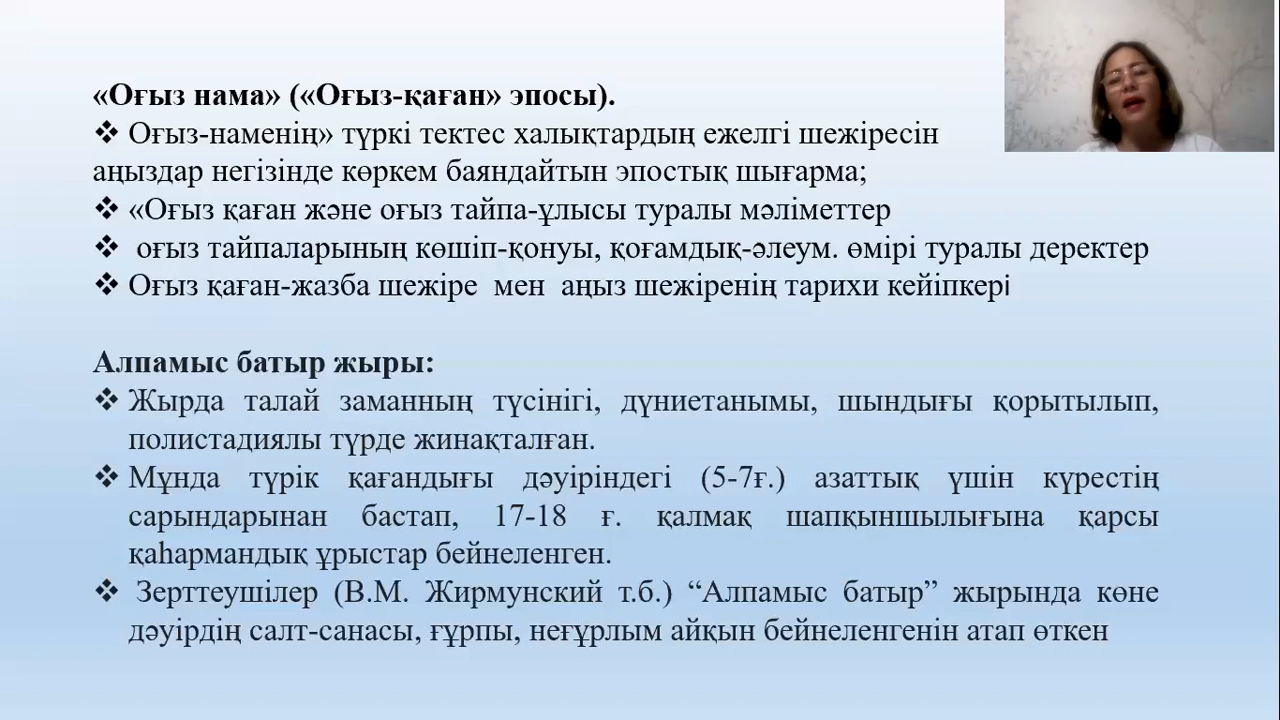 «Оғыз нама» («Оғыз-қаған» эпосы).
❖ Оғыз-наменің» түркі тектес халықтардың ежелгі шежіресін
аңыздар негізінде көркем баяндайтын эпостық шығарма;
❖ «Оғыз қаған және оғыз тайпа-ұлысы туралы мәліметтер
❖ оғыз тайпаларының көшіп-қонуы, қоғамдық-әлеум. өмірі туралы деректер
❖ Оғыз қаған-жазба шежіре мен аңыз шежіренің тарихи кейіпкері
Алпамыс батыр жыры:
❖ Жырда талай заманның түсінігі, дүниетанымы, шындығы қорытылып,
полистадиялы түрде жинақталған.
❖ Мұнда түрік қағандығы дәуіріндегі (5-7ғ.) азаттық үшін күрестің
сарындарынан бастап, 17-18 ғ. қалмақ шапқыншылығына қарсы
қаһармандық ұрыстар бейнеленген.
❖ Зерттеушілер (В.М. Жирмунский т.б.) “Алпамыс батыр” жырында көне
дәуірдің салт-санасы, ғұрпы, неғұрлым айқын бейнеленгенін атап өткен